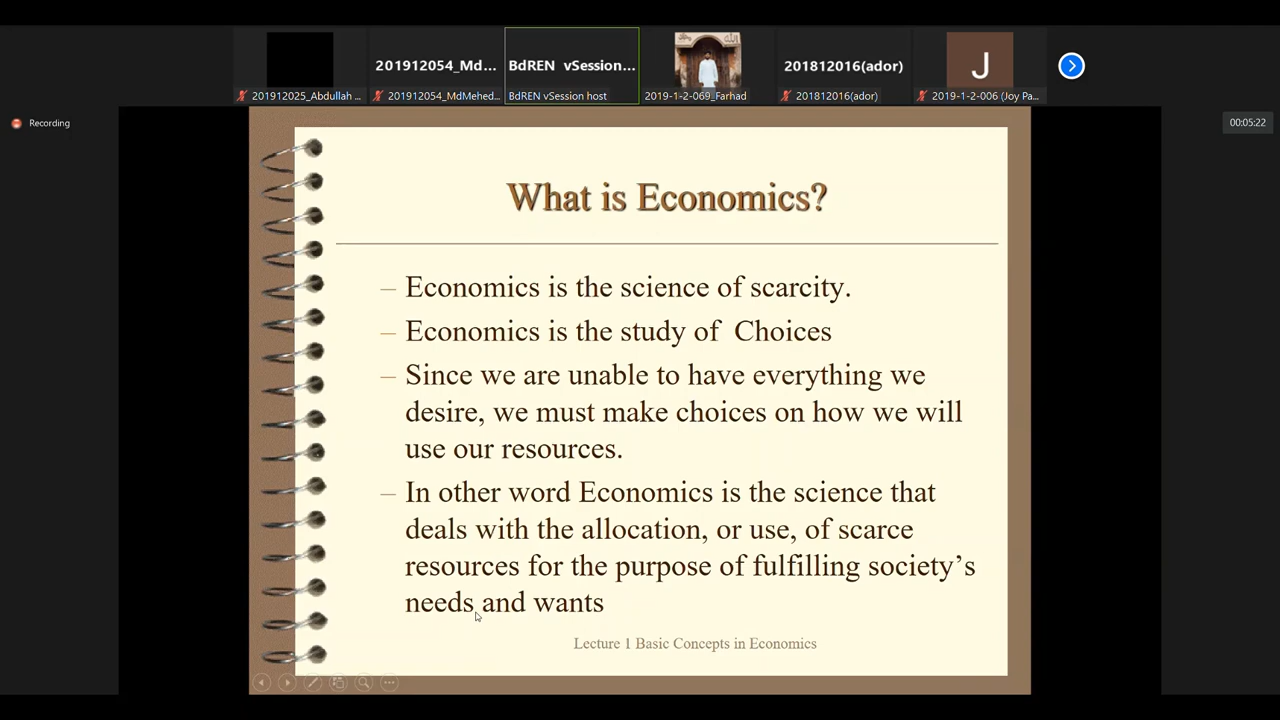 201912054_Md...
BdREN vSession...
201812016(ador)
J
201912025_Abdullah ...
201912054_MdMehed...
BdREN vSession host
2019-1-2-069_Farhad
201812016(ador)
2019-1-2-006 (Joy Pa...
Recording
00:05:22
What is Economics?
– Economics is the science of scarcity.
– Economics is the study of Choices
– Since we are unable to have everything we
desire, we must make choices on how we will
use our resources.
– In other word Economics is the science that
deals with the allocation, or use, of scarce
resources for the purpose of fulfilling society’s
needs and wants
Lecture 1 Basic Concepts in Economics